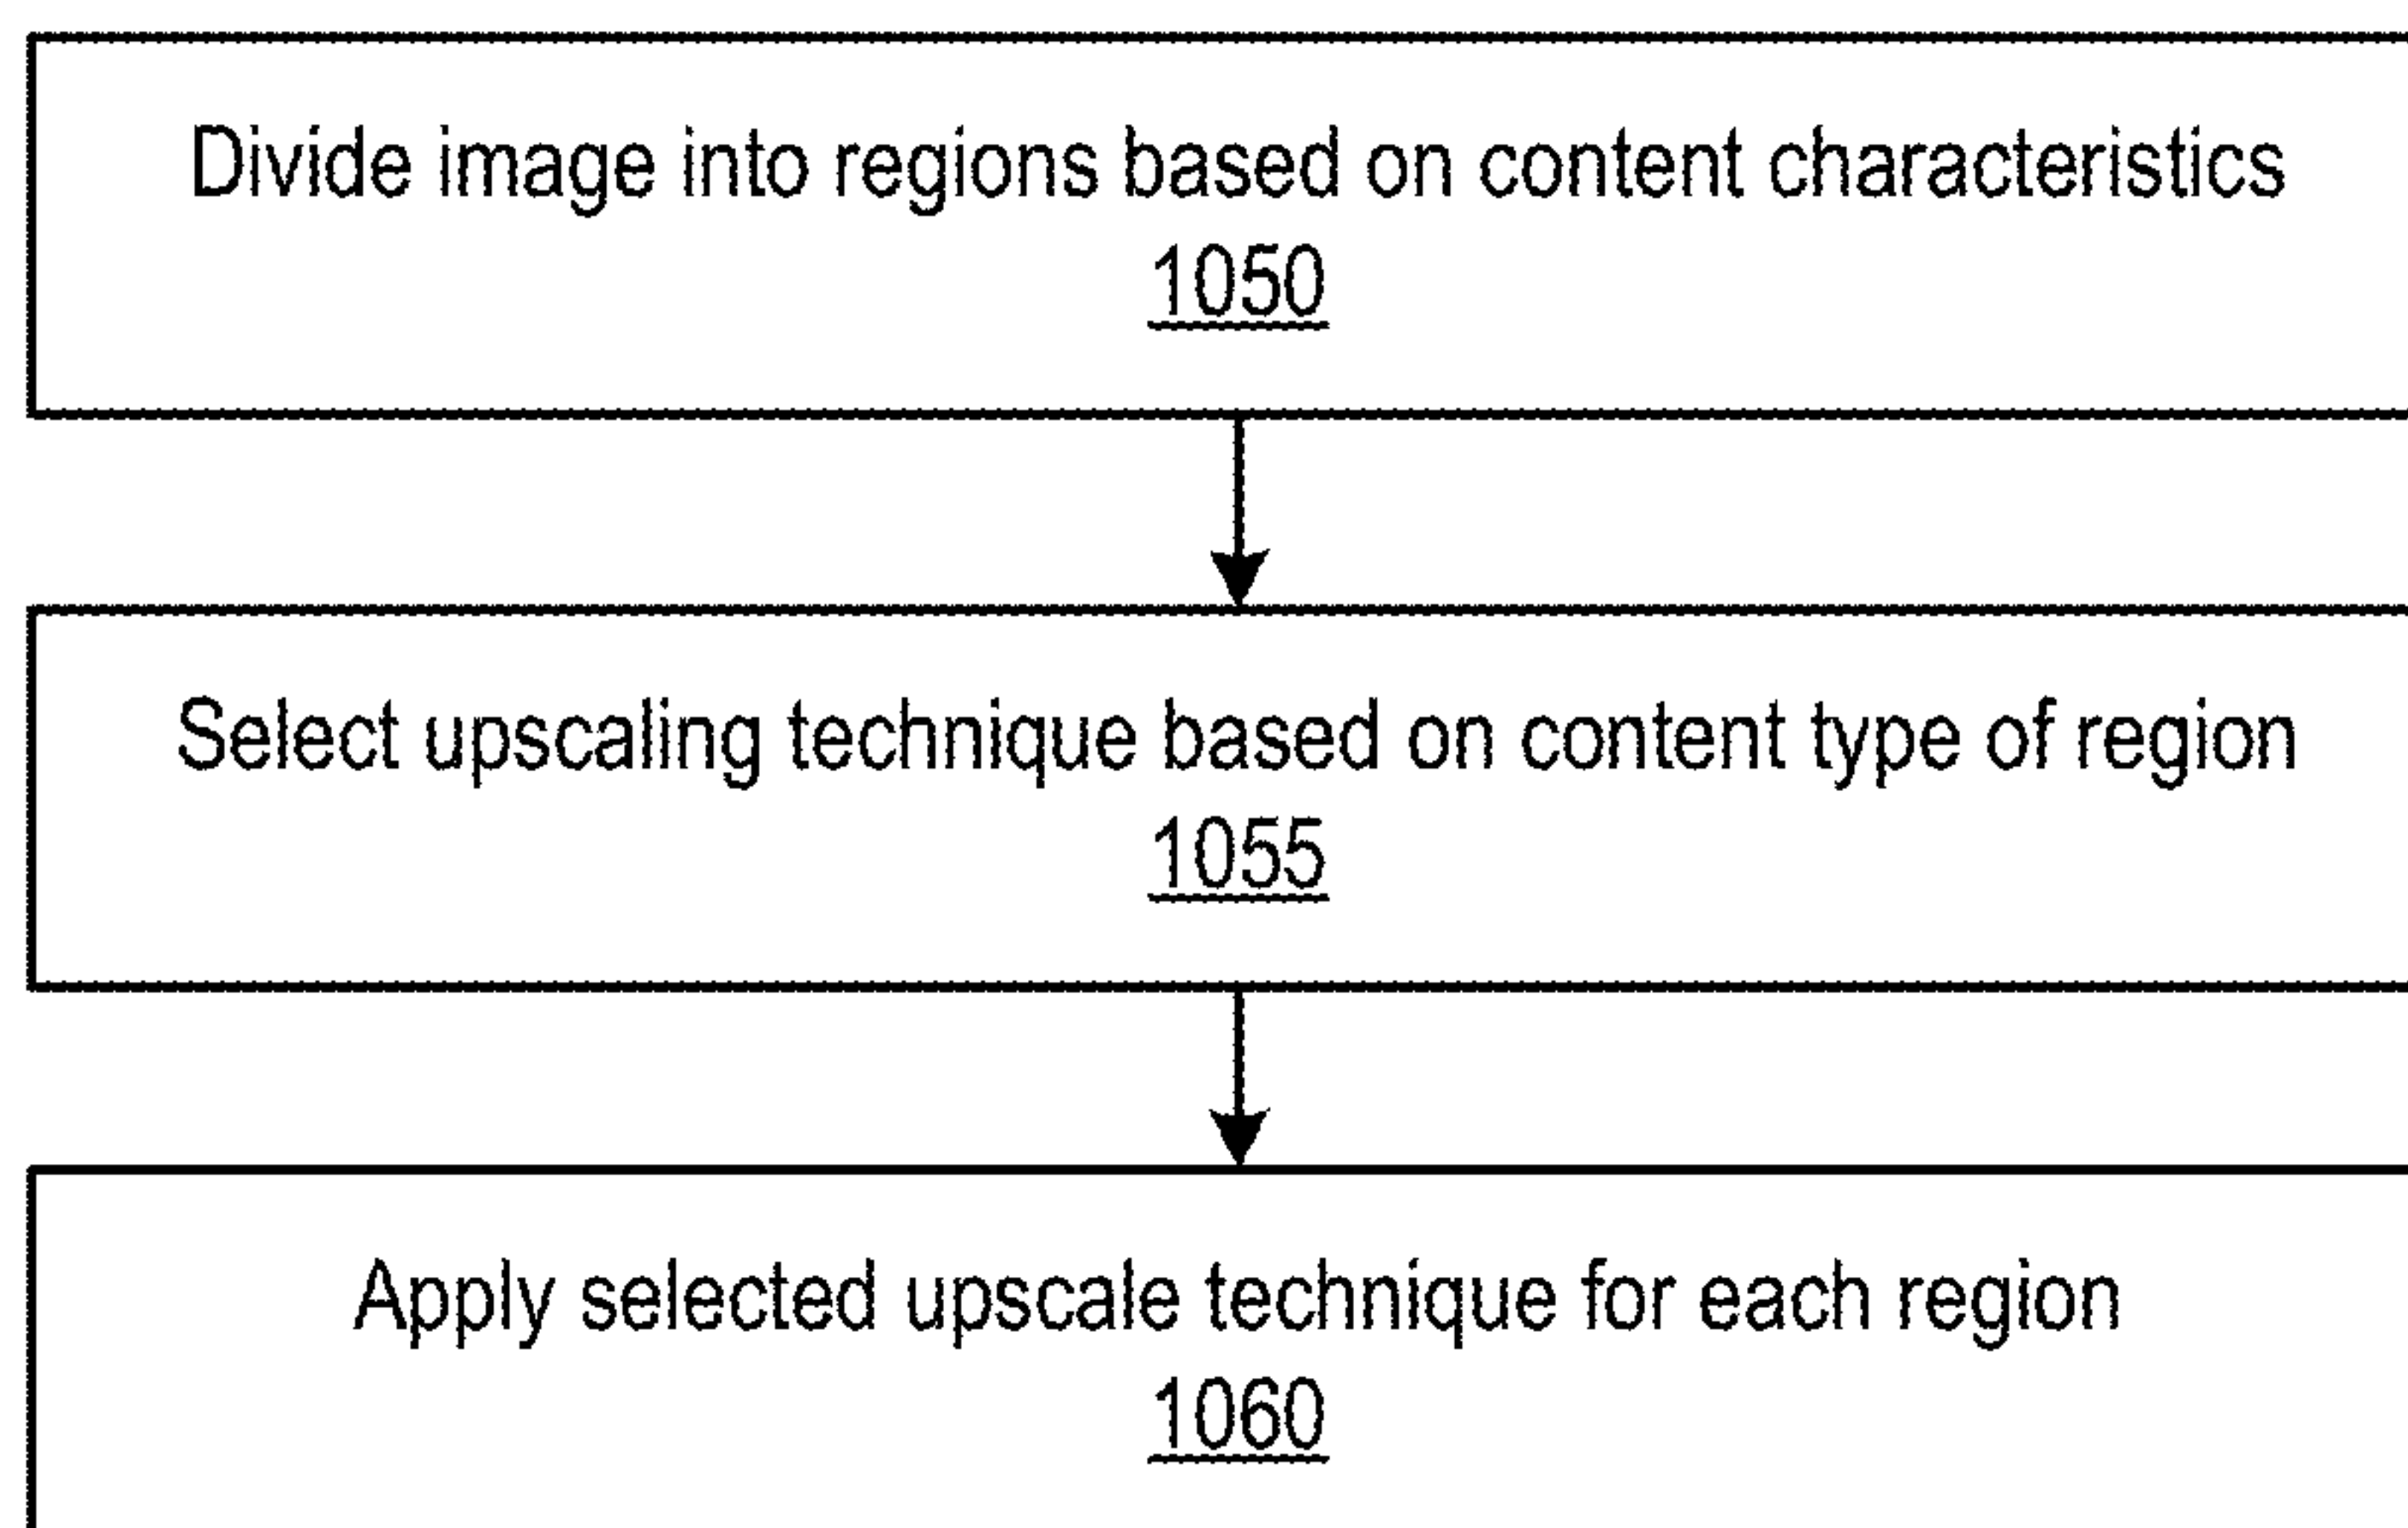 Divide image into regions based on content characteristics
1050
Select upscaling technique based on content type of region
1055
Apply selected upscale technique for each region
1060